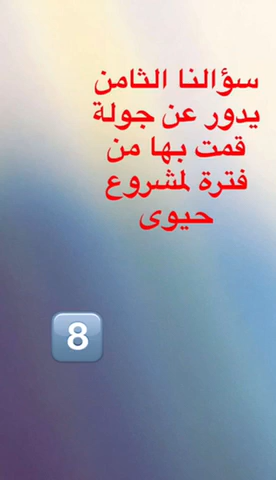 سؤالنا الثامن
يدور عن جولة
قمت بها من
فترة لمشروع
حيوى
8